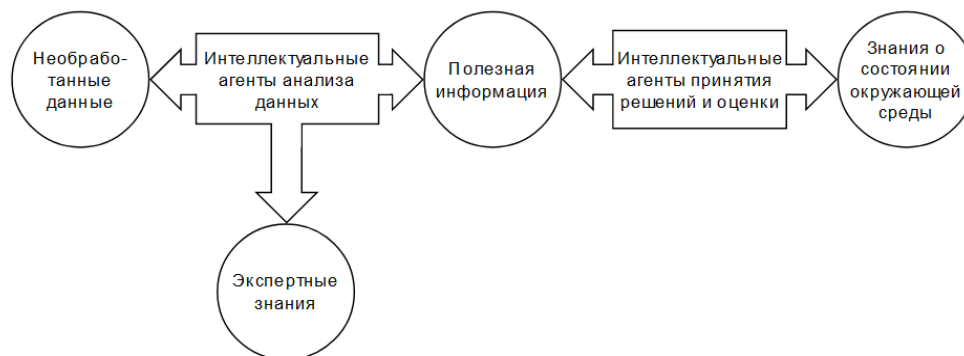 Необрабо-
танные
данные
Интеллектуальные
агенты анализа
данных
Полезная
информация
Интеллектуальные
агенты принятия
решений и оценки
Знания о
состоянии
окружающей
среды
Экспертные
знания